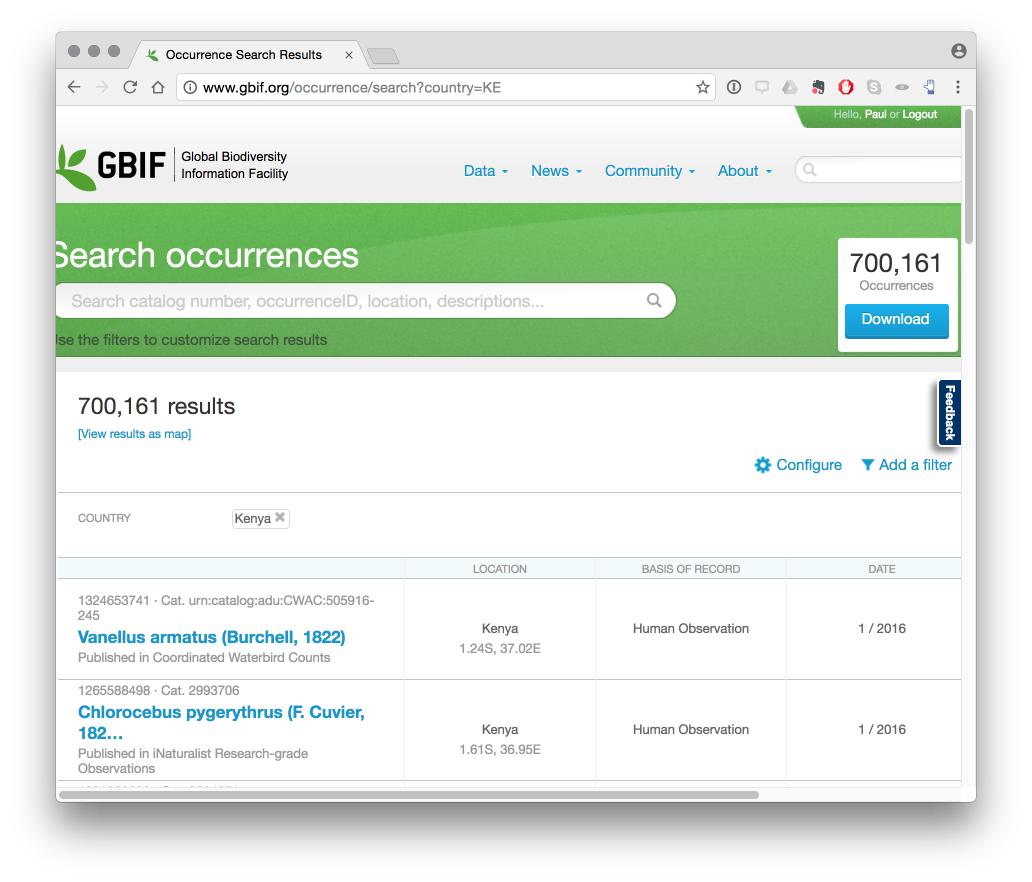 Occurrence Search Results
www.gbif.org/occurrence/search?country=KE
Hello, Paul or Logout
GBIF
Global Biodiversity
Information Facility
Data
News
Community
About
Search occurrences
Search catalog number, occurrenceID, location, descriptions...
Use the filters to customize search results
700,161
Occurrences
Download
700,161 results
[View results as map]
Feedback
Configure
Add a filter
COUNTRY
Kenya
LOCATION
BASIS OF RECORD
DATE
1324653741 · Cat. urn:catalog:adu:CWAC:505916-
245
Vanellus armatus (Burchell, 1822)
Published in Coordinated Waterbird Counts
Kenya
1.24S, 37.02E
Human Observation
1 / 2016
1265588498 · Cat. 2993706
Chlorocebus pygerythrus (F. Cuvier,
182...
Published in iNaturalist Research-grade
Observations
Kenya
1.61S, 36.95E
Human Observation
1 / 2016